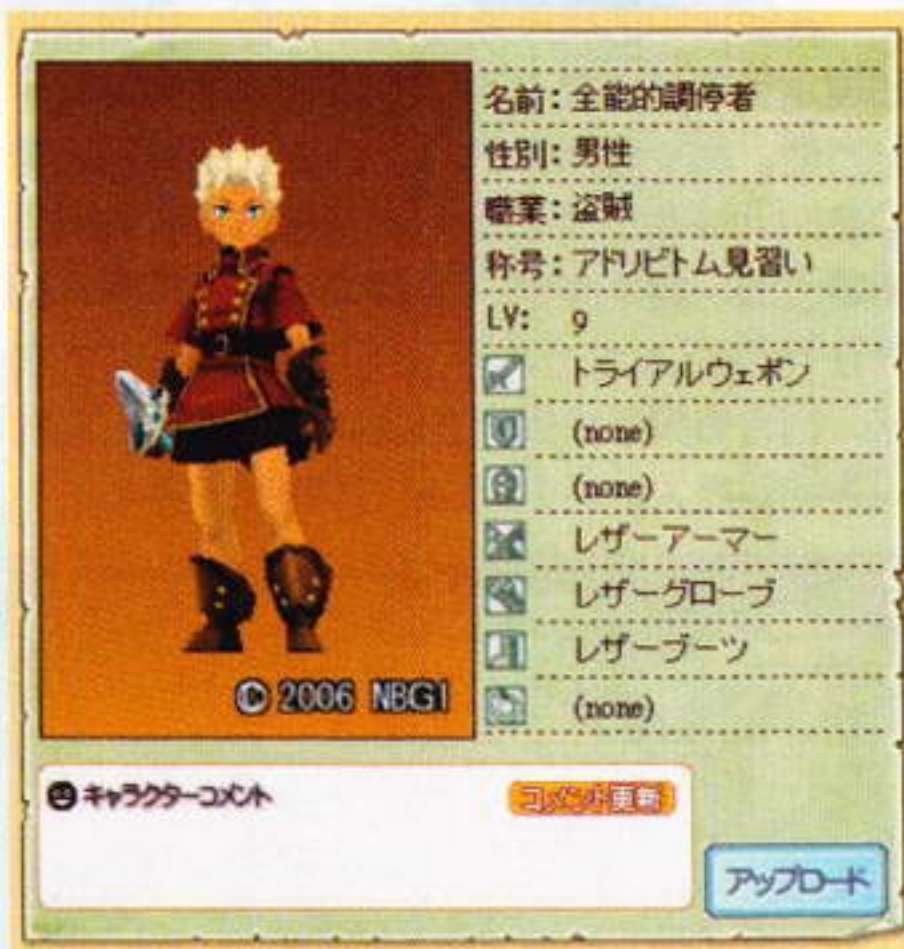 名前：全能的調停者
性別：男性
職業：盗賊
称号：アドリビトム見習い
LV: 9
トライアルウェポン
(none)
(none)
レザーアーマー
レザーグローブ
レザーブーツ
(none)
© 2006 NBGI
キャラクターコメント
コメント更新
アップロード